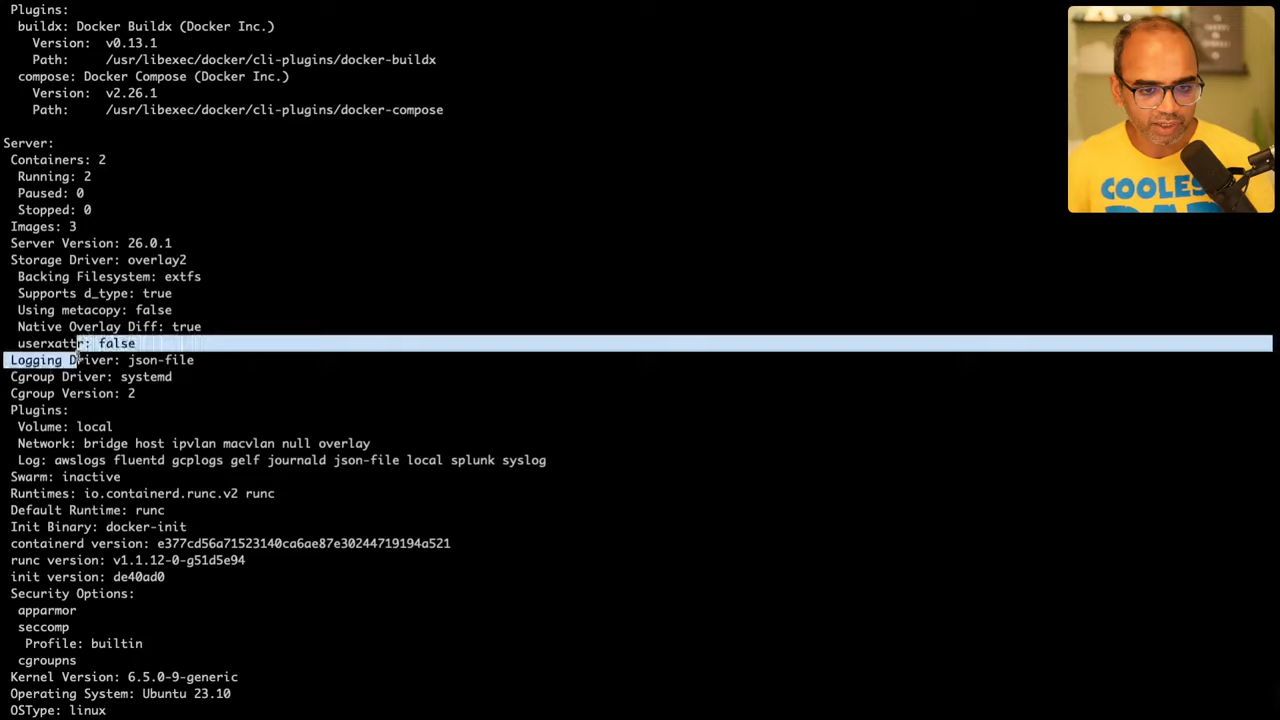 Plugins:
buildx: Docker Buildx (Docker Inc.)
Version: v0.13.1
Path: /usr/libexec/docker/cli-plugins/docker-buildx
compose: Docker Compose (Docker Inc.)
Version: v2.26.1
Path: /usr/libexec/docker/cli-plugins/docker-compose
Server:
Containers: 2
Running: 2
Paused: 0
Stopped: 0
Images: 3
Server Version: 26.0.1
Storage Driver: overlay2
Backing Filesystem: extfs
Supports d_type: true
Using metacopy: false
Native Overlay Diff: true
userxattr: false
Logging Driver: json-file
Cgroup Driver: systemd
Cgroup Version: 2
Plugins:
Volume: local
Network: bridge host ipvlan macvlan null overlay
Log: awslogs fluentd gcplogs gelf journald json-file local splunk syslog
Swarm: inactive
Runtimes: io.containerd.runc.v2 runc
Default Runtime: runc
Init Binary: docker-init
containerd version: e377cd56a71523140ca6ae87e30244719194a521
runc version: v1.1.12-0-g51d5e94
init version: de40ad0
Security Options:
apparmor
seccomp
Profile: builtin
cgroupns
Kernel Version: 6.5.0-9-generic
Operating System: Ubuntu 23.10
OSType: linux